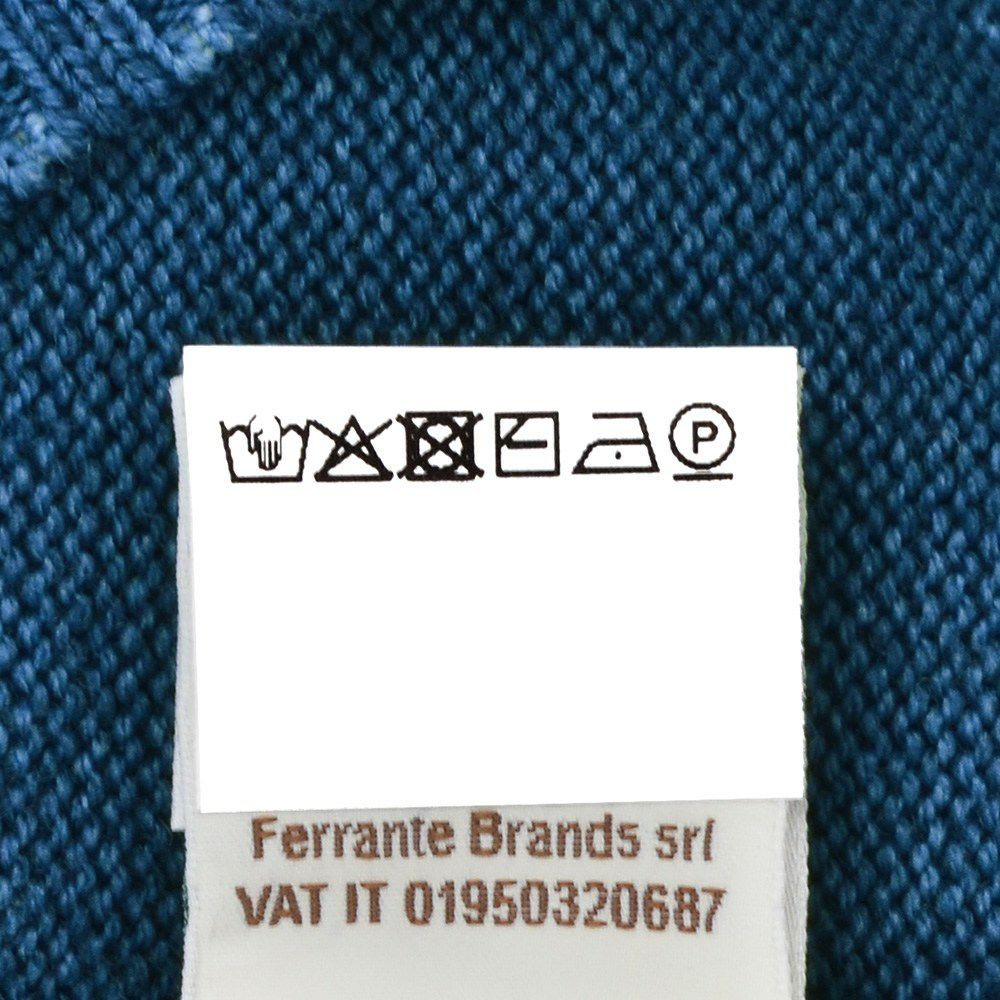 P
Ferrante Brands srl
VAT IT 01950320687